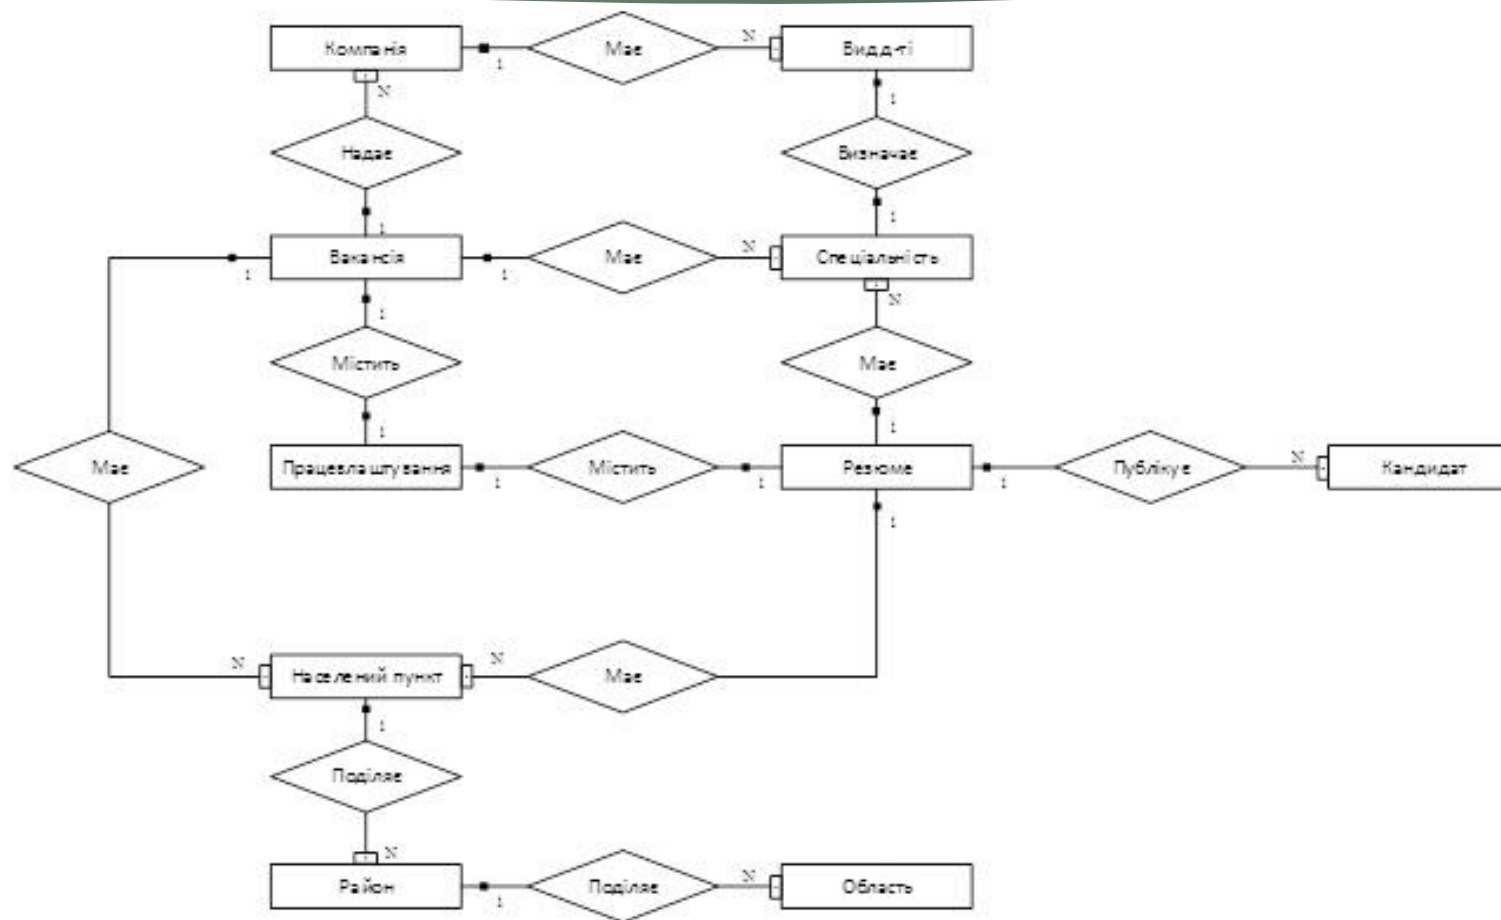 Компанія
1
Має
N
Вид д-ті
N
1
Надає
Визначає
1
1
Вакансія
1
1
Має
N
Спеціальність
1
N
Містить
Має
1
1
Має
Працевлаштування
1
Містить
1
Резюме
1
Публікує
N
Кандидат
1
N
Населений пункт
N
Має
1
Поділяє
N
Район
1
Поділяє
N
Область